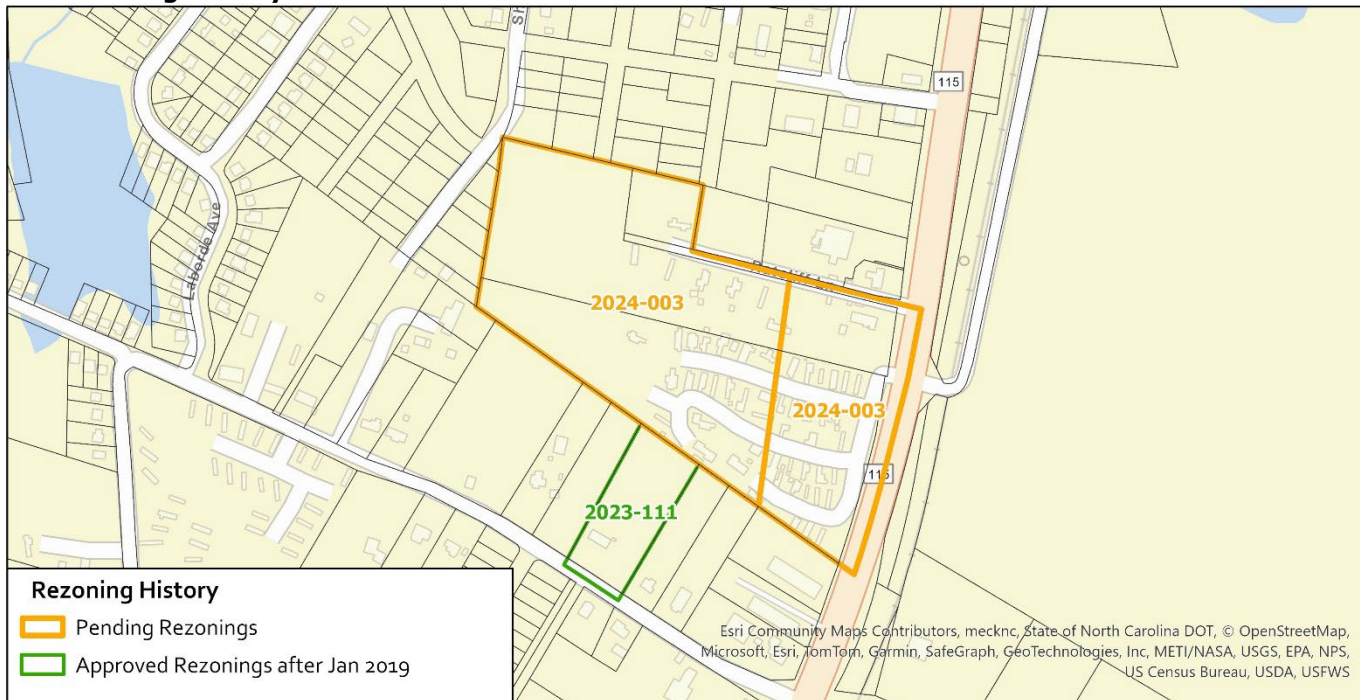 Sh
115
Laborde Ave
2024-003
2024-003
115
2023-111
Rezoning History
Pending Rezonings
Approved Rezonings after Jan 2019
Esri Community Maps Contributors, mecknc, State of North Carolina DOT, © OpenStreetMap,
Microsoft, Esri, TomTom, Garmin, SafeGraph, GeoTechnologies, Inc, METI/NASA, USGS, EPA, NPS,
US Census Bureau, USDA, USFWS